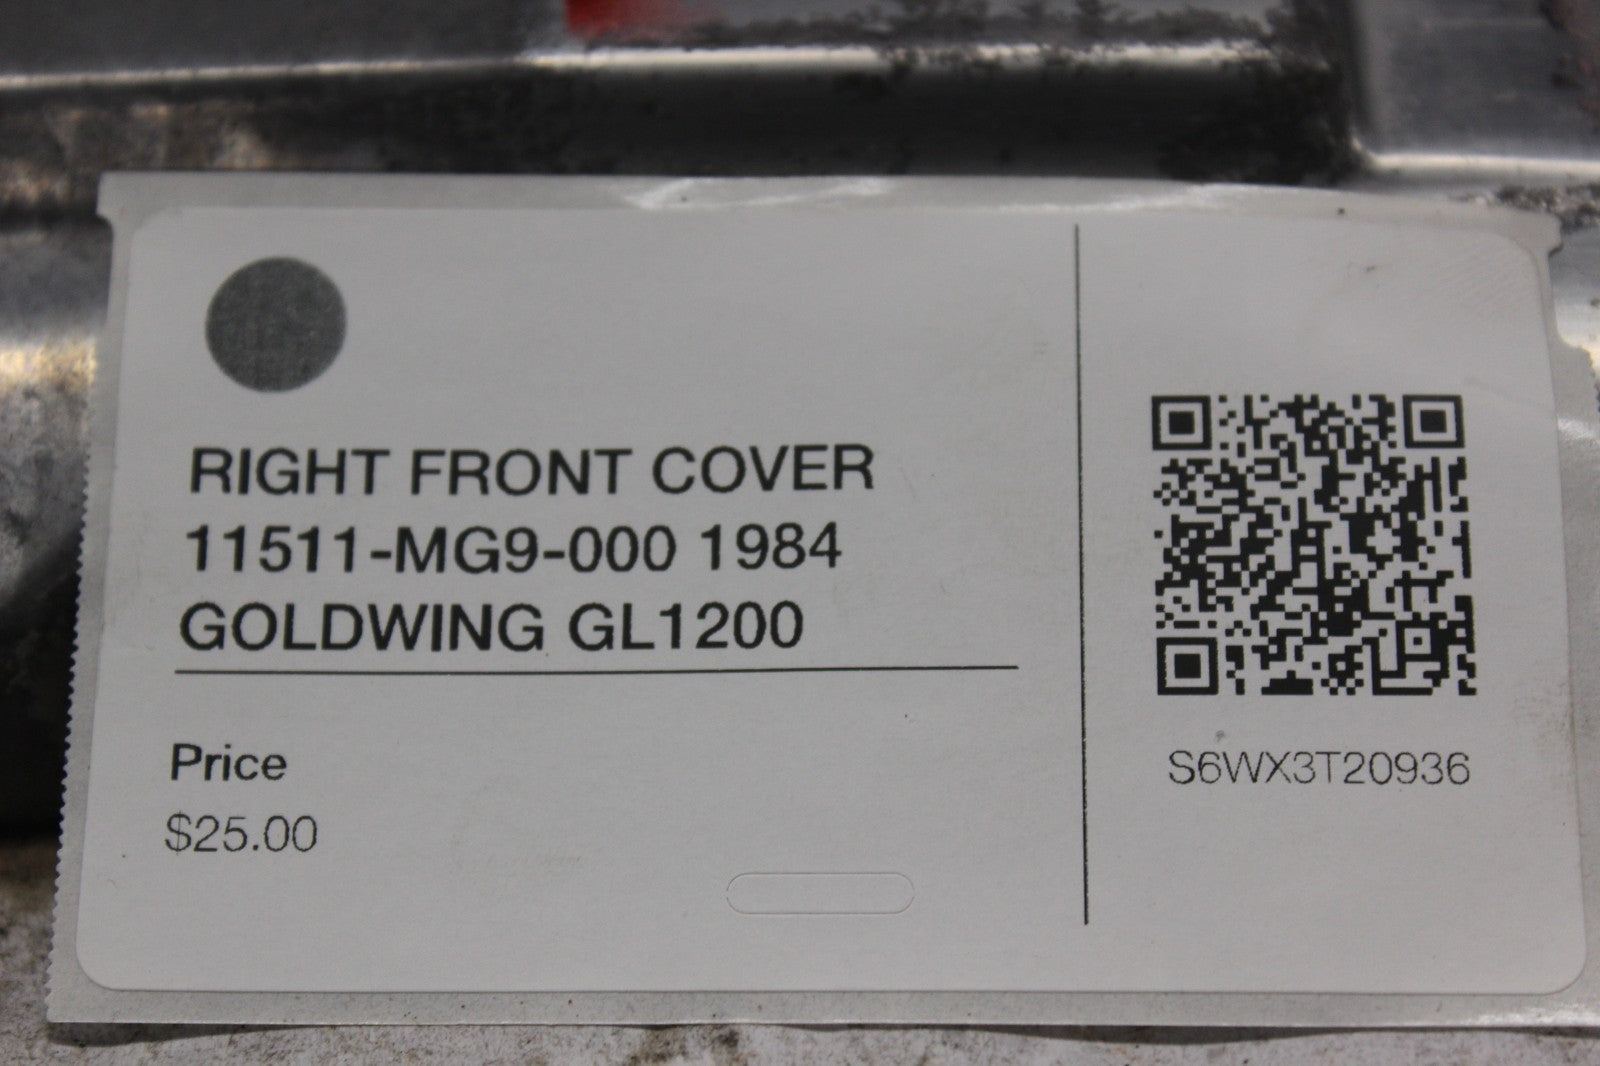 RIGHT FRONT COVER
11511-MG9-000 1984
GOLDWING GL1200
Price
$25.00
S6WX3T20936